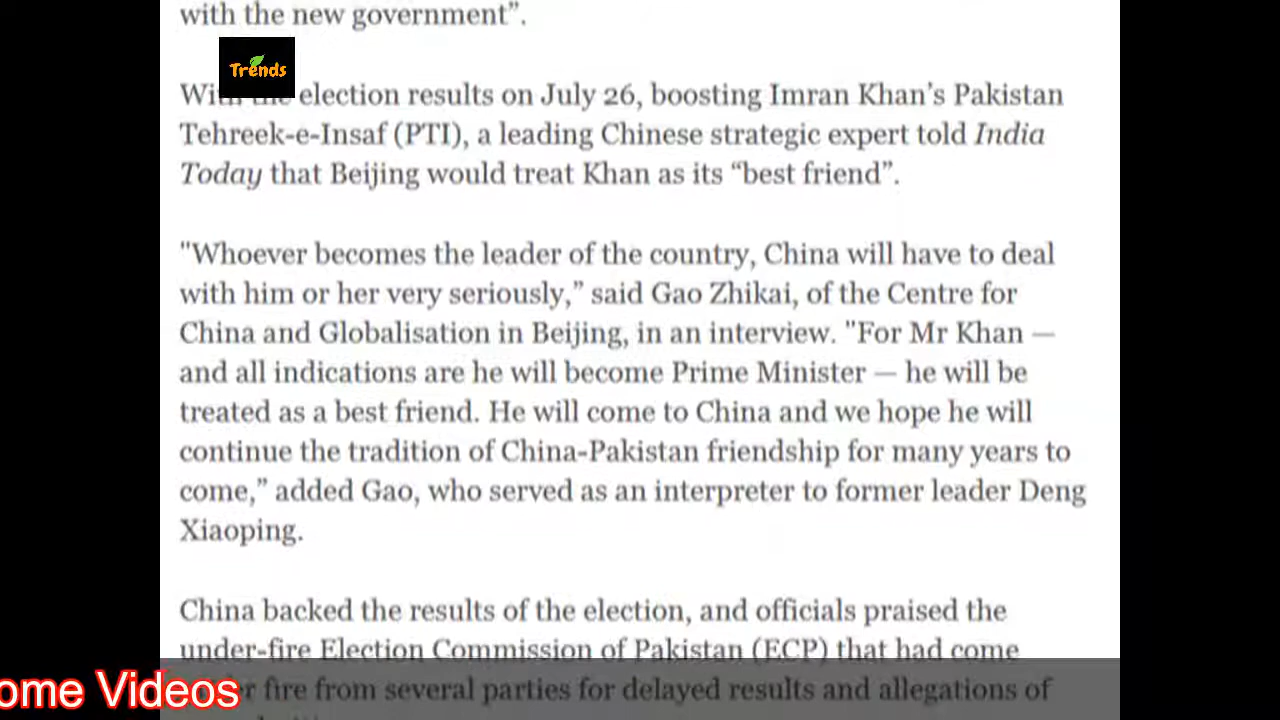 with the new government”.
Trends
With the election results on July 26, boosting Imran Khan’s Pakistan
Tehreek-e-Insaf (PTI), a leading Chinese strategic expert told India
Today that Beijing would treat Khan as its “best friend”.
"Whoever becomes the leader of the country, China will have to deal
with him or her very seriously,” said Gao Zhikai, of the Centre for
China and Globalisation in Beijing, in an interview. "For Mr Khan —
and all indications are he will become Prime Minister — he will be
treated as a best friend. He will come to China and we hope he will
continue the tradition of China-Pakistan friendship for many years to
come,” added Gao, who served as an interpreter to former leader Deng
Xiaoping.
China backed the results of the election, and officials praised the
under-fire Election Commission of Pakistan (ECP) that had come
fire from several parties for delayed results and allegations of
ome Videos